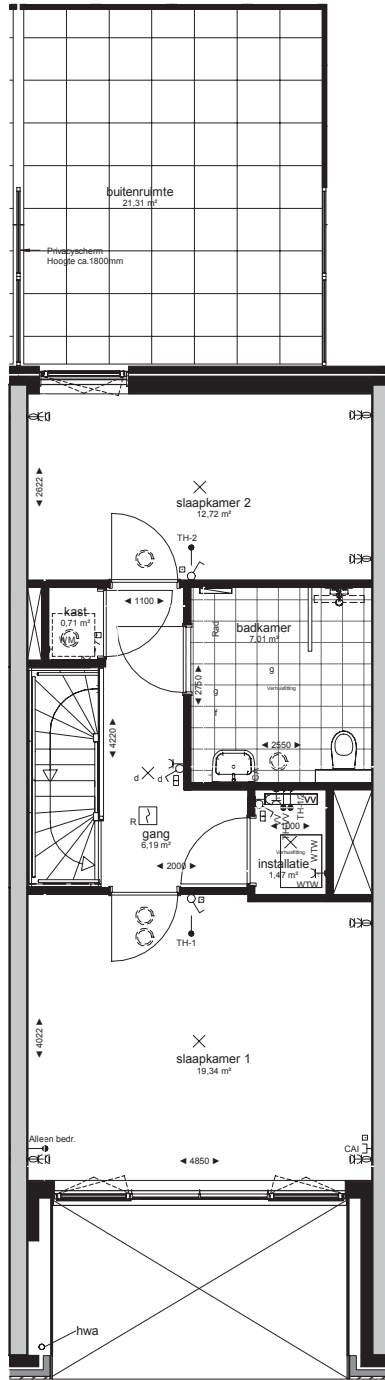 buitenruimte
21,31 m²
Privacyscherm
Hoogte ca.1800mm
2622
slaapkamer 2
12,72 m²
TH-2
kast
0,71 m²
WM
1100
Rad
badkamer
7,01 m²
g
Verhuisfitting
2750
g
f
4220
2550
d
d
R
gang
6,19 m²
TH-1/2
1000
Verhuisfitting
installatie
1,47 m²
WTW
WTW
2000
TH-1
4022
slaapkamer 1
19,34 m²
Alleen bedr.
CAI
4850
hwa